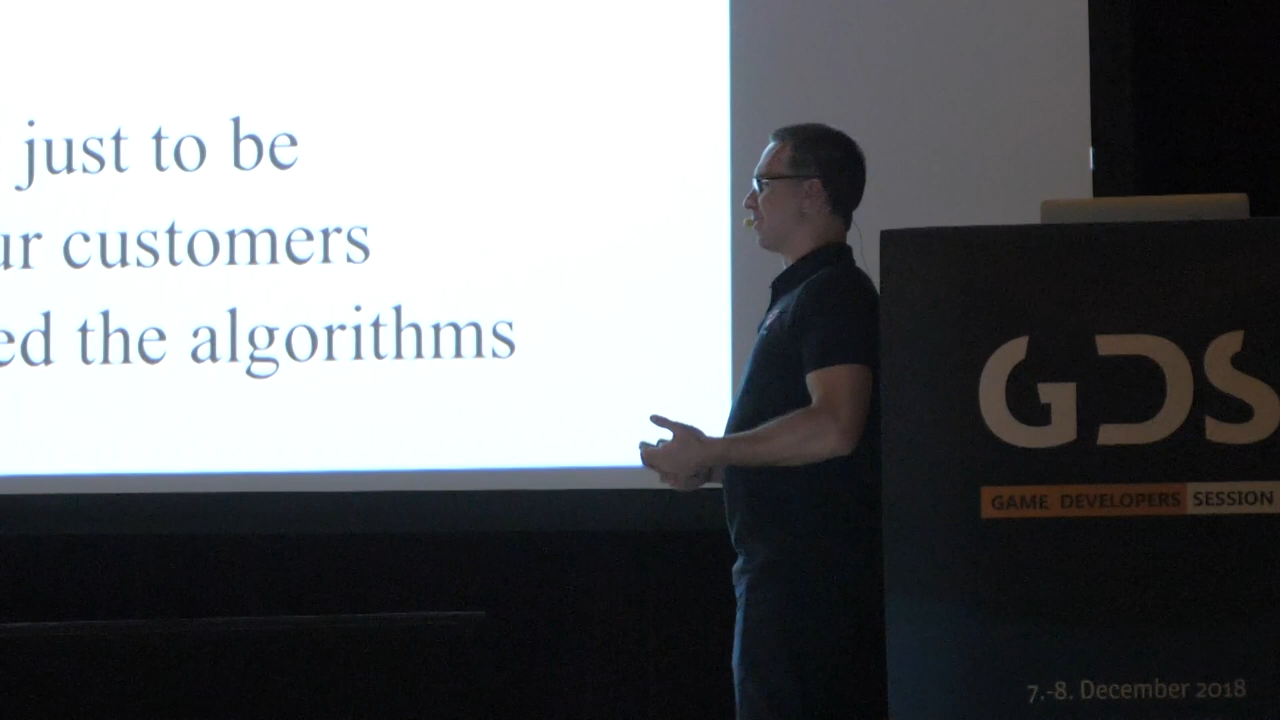 just to be
ur customers
ed the algorithms
GDS
GAME DEVELOPERS SESSION
7.-8. December 2018